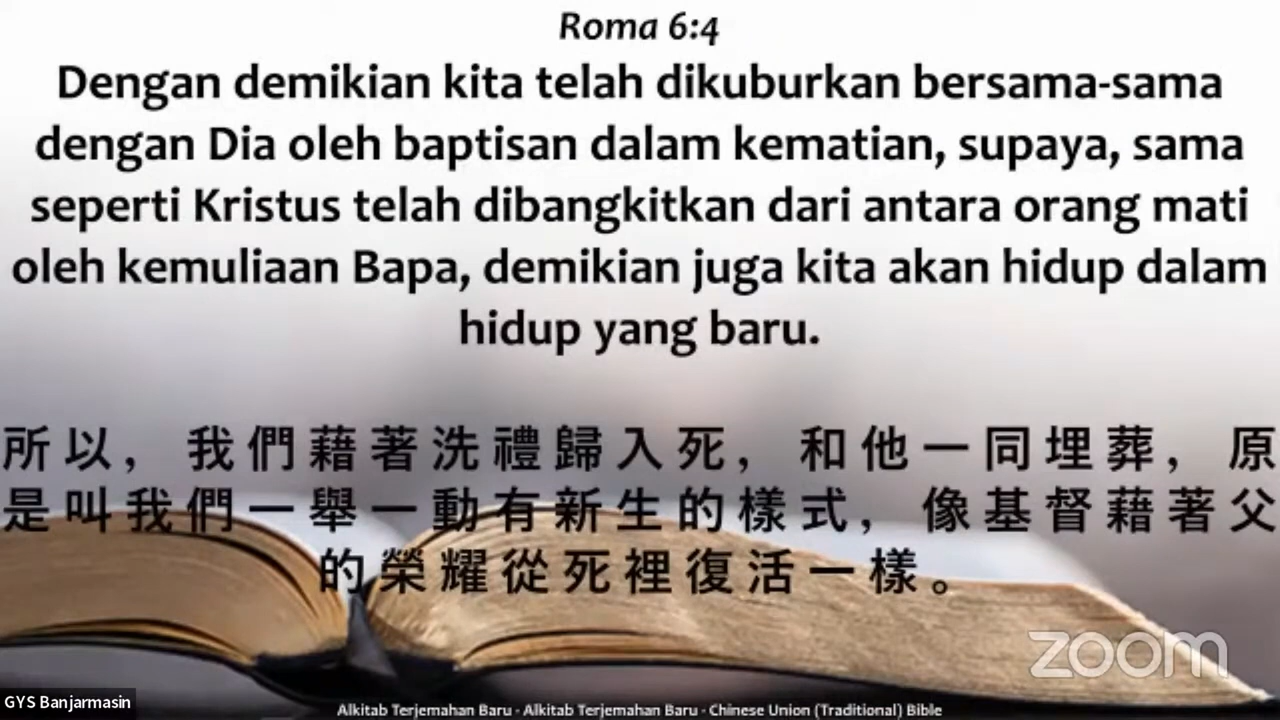 Roma 6:4
Dengan demikian kita telah dikuburkan bersama-sama
dengan Dia oleh baptisan dalam kematian, supaya, sama
seperti Kristus telah dibangkitkan dari antara orang mati
oleh kemuliaan Bapa, demikian juga kita akan hidup dalam
hidup yang baru.
所以，我們藉著洗禮歸入死，和他一同埋葬，原
是叫我們一舉一動有新生的樣式，像基督藉著父
的榮耀從死裡復活一樣。
zoom
GYS Banjarmasin
Alkitab Terjemahan Baru - Alkitab Terjemahan Baru - Chinese Union (Traditional) Bible